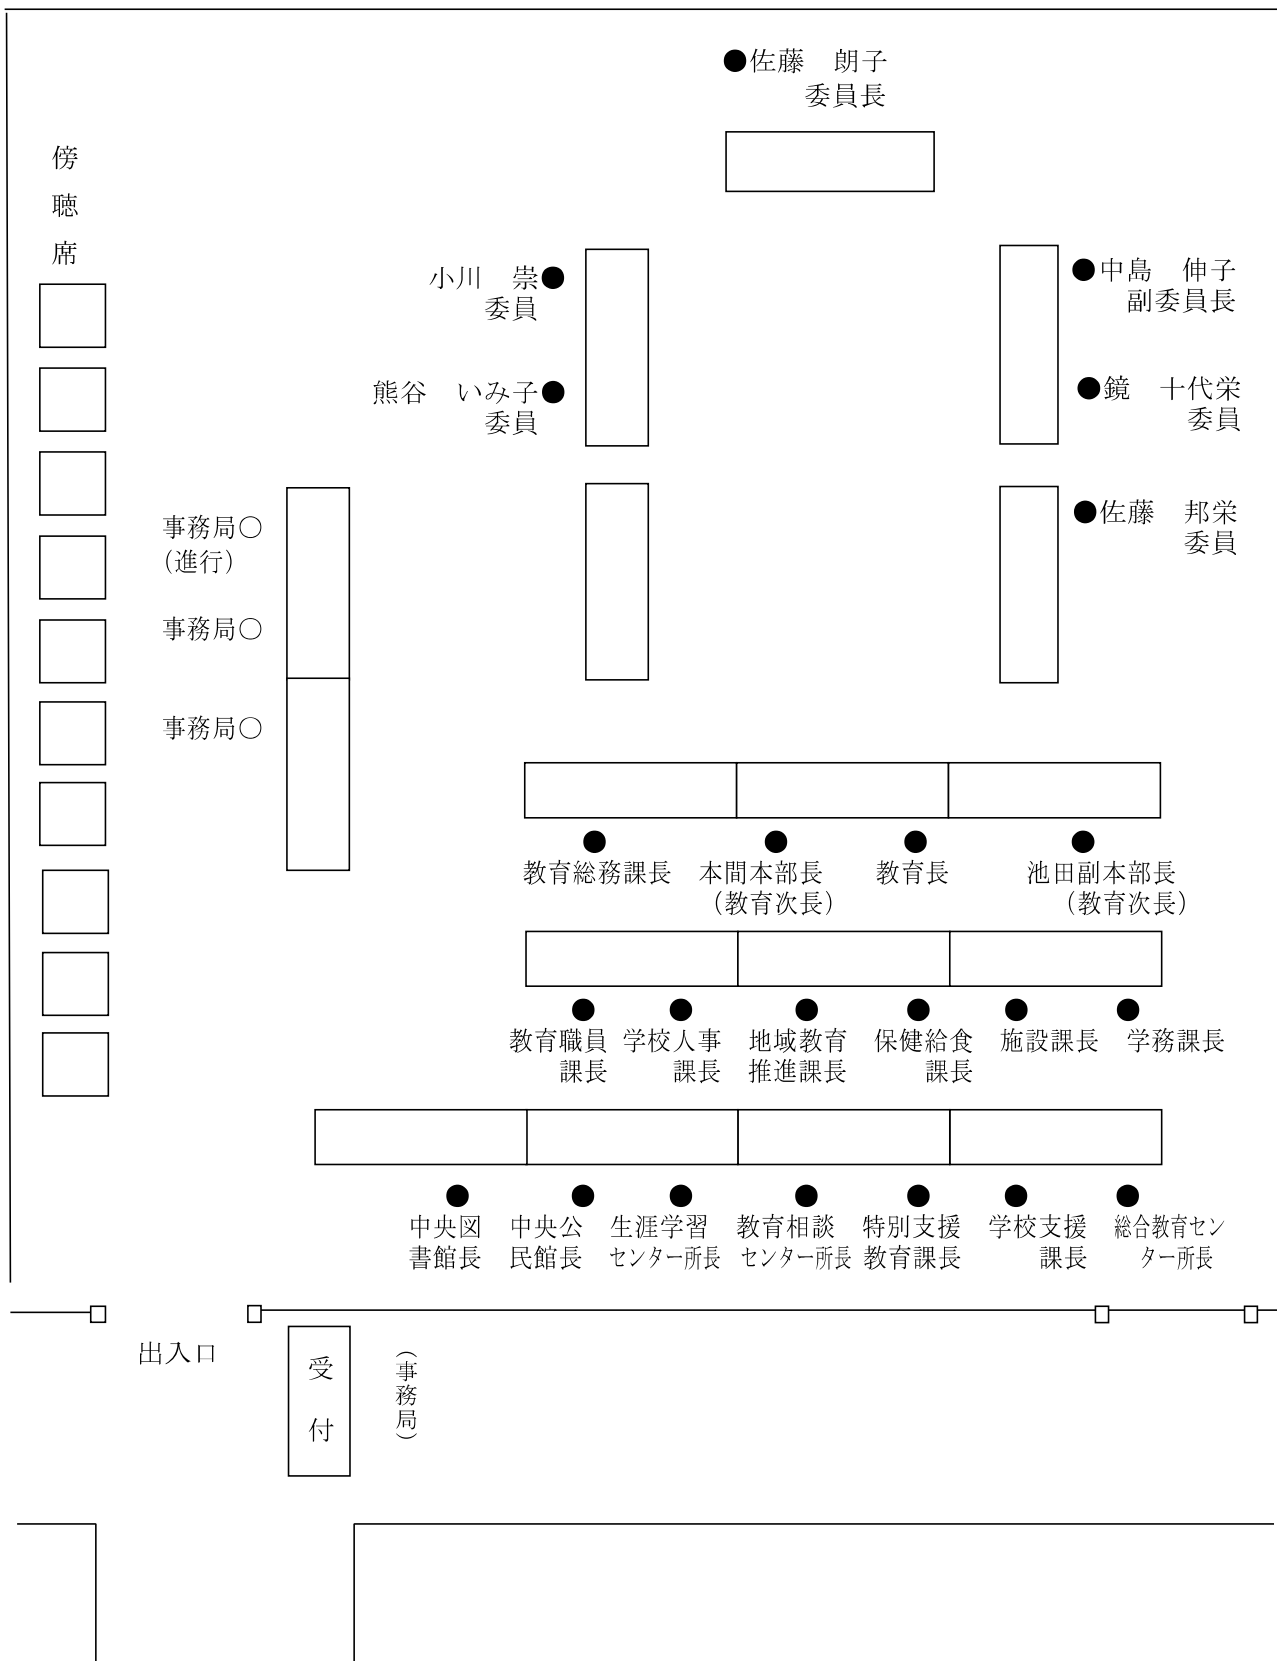 ●佐藤　朗子
委員長
傍聴席
小川　崇●
委員
●中島　伸子
副委員長
熊谷　いみ子●
委員
●鏡　十代栄
委員
事務局○
(進行)
●佐藤　邦栄
委員
事務局○
事務局○
教育総務課長
本間本部長
(教育次長)
教育長
池田副本部長
(教育次長)
教育職員
課長
学校人事
課長
地域教育
推進課長
保健給食
課長
施設課長
学務課長
中央図
書館長
中央公
民館長
生涯学習
センター所長
教育相談
センター所長
特別支援
教育課長
学校支援
課長
総合教育セン
ター所長
出入口
受付
(事務局)